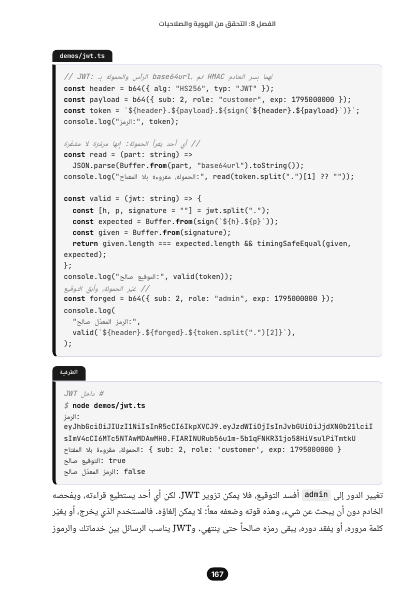 الفصل 8: التحقق من الهوية والصلاحيات
demos/jwt.ts
// JWT: الرأس والحمولة بـ base64url، ثم HMAC لهما بسر الخادم
const header = b64({ alg: "HS256", typ: "JWT" });
const payload = b64({ sub: 2, role: "customer", exp: 1795000000 });
const token = `${header}.${payload}.${sign(`${header}.${payload}`)}`;
console.log("الرمز:", token);
// أي أحد يقرأ الحمولة: إنها مرمّزة لا مشفّرة
const read = (part: string) =>
JSON.parse(Buffer.from(part, "base64url").toString());
console.log("الحمولة، مقروءة بلا المفتاح:", read(token.split(".")[1] ?? ""));
const valid = (jwt: string) => {
const [h, p, signature = ""] = jwt.split(".");
const expected = Buffer.from(sign(`${h}.${p}`));
const given = Buffer.from(signature);
return given.length === expected.length && timingSafeEqual(given,
expected);
};
console.log("التوقيع صالح:", valid(token));
// غيّر الحمولة، وأبق التوقيع
const forged = b64({ sub: 2, role: "admin", exp: 1795000000 });
console.log(
"الرمز المعدّل صالح:",
valid(`${header}.${forged}.${token.split(".")[2]}`),
);
الطرفية
# داخل JWT
$ node demos/jwt.ts
الرمز:
eyJhbGciOiJIUzI1NiIsInR5cCI6IkpXVCJ9.eyJzdWIiOjIsInJvbGUiOiJjdXN0b21lciI
sImV4cCI6MTc5NTAwMDAwMH0.FIARINURub56u1m-5b1qFNKR31jo58HiVsulPiTmtkU
الحمولة، مقروءة بلا المفتاح: { sub: 2, role: 'customer', exp: 1795000000 }
التوقيع صالح: true
الرمز المعدّل صالح: false
تغيير الدور إلى admin أفسد التوقيع، فلا يمكن تزوير JWT. لكن أي أحد يستطيع قراءته، ويفحصه
الخادم دون أن يبحث عن شيء، وهذه قوته وضعفه معاً: لا يمكن إلغاؤه. فالمستخدم الذي يخرج، أو يغيّر
كلمة مروره، أو يفقد دوره، يبقى رمزه صالحاً حتى ينتهي. وJWT يناسب الرسائل بين خدماتك والرموز
167